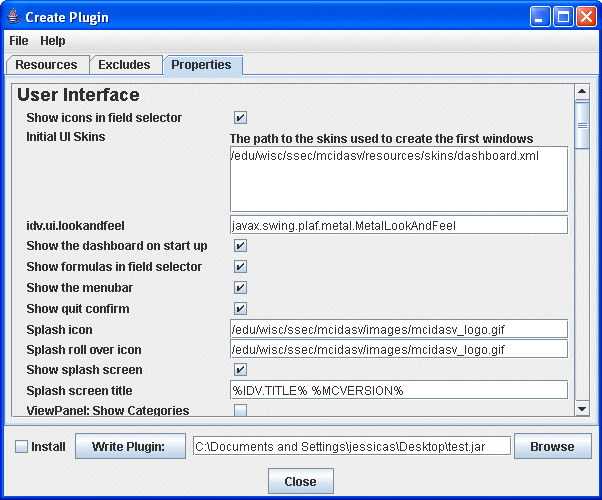 Create Plugin
File Help
Resources Excludes Properties
User Interface
Show icons in field selector
Initial UI Skins The path to the skins used to create the first windows
/edu/wisc/ssec/mcidasv/resources/skins/dashboard.xml
idv.ui.lookandfeel javax.swing.plaf.metal.MetalLookAndFeel
Show the dashboard on start up
Show formulas in field selector
Show the menubar
Show quit confirm
Splash icon /edu/wisc/ssec/mcidasv/images/mcidasv_logo.gif
Splash roll over icon /edu/wisc/ssec/mcidasv/images/mcidasv_logo.gif
Show splash screen
Splash screen title %IDV.TITLE% %MCVERSION%
ViewPanel: Show Categories
Install Write Plugin: C:\Documents and Settings\jessicas\Desktop\test.jar Browse
Close